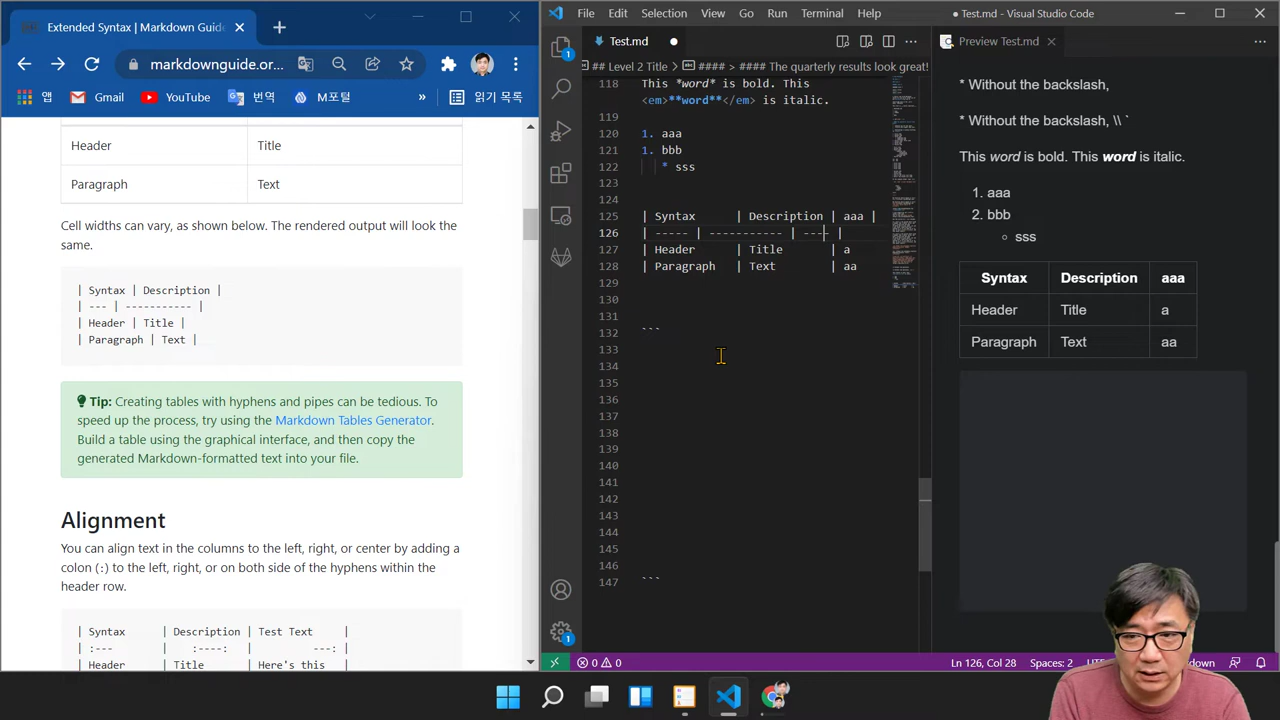 Extended Syntax | Markdown Guid
markdownguide.or...
앱
Gmail
YouTube
번역
M포털
»
읽기 목록
Header Title
Paragraph Text
Cell widths can vary, as shown below. The rendered output will look the
same.
| Syntax | Description |
| --- | ----------- |
| Header | Title |
| Paragraph | Text |
Tip: Creating tables with hyphens and pipes can be tedious. To
speed up the process, try using the Markdown Tables Generator.
Build a table using the graphical interface, and then copy the
generated Markdown-formatted text into your file.
Alignment
You can align text in the columns to the left, right, or center by adding a
colon (:) to the left, right, or on both side of the hyphens within the
header row.
| Syntax | Description | Test Text |
| :--- | :----: | ---: |
| Header | Title | Here's this
File Edit Selection View Go Run Terminal Help
● Test.md - Visual Studio Code
Test.md
## Level 2 Title > #### > #### The quarterly results look great!
118 This *word* is bold. This
<em>**word**</em> is italic.
119
120 1. aaa
121 1. bbb
122 * sss
123
124
125 | Syntax | Description | aaa |
126 | ----- | ----------- | --- |
127 | Header | Title | a
128 | Paragraph | Text | aa
129
130
131
132 ```
133
134
135
136
137
138
139
140
141
142
143
144
145
146
147 ```
1
1
0 0
Ln 126, Col 28
Spaces: 2
Preview Test.md
* Without the backslash,
* Without the backslash, \\ `
This word is bold. This word is italic.
1. aaa
2. bbb
sss
Syntax Description aaa
Header Title a
Paragraph Text aa